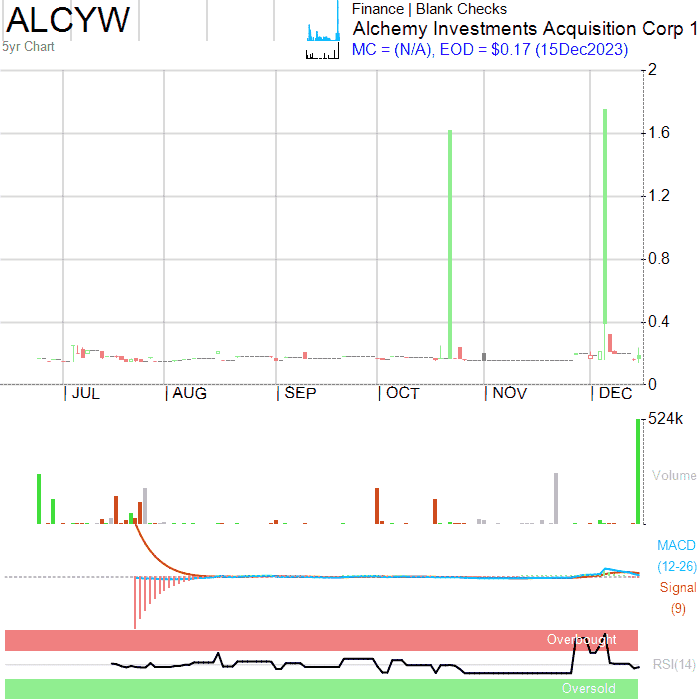 ALCYW
5yr Chart
Finance | Blank Checks
Alchemy Investments Acquisition Corp 1
MC = (N/A), EOD = $0.17 (15Dec2023)
2
1.6
1.2
0.8
0.4
0
JUL AUG SEP OCT NOV DEC
524k
Volume
MACD
(12-26)
Signal
(9)
Overbought
RSI(14)
Oversold